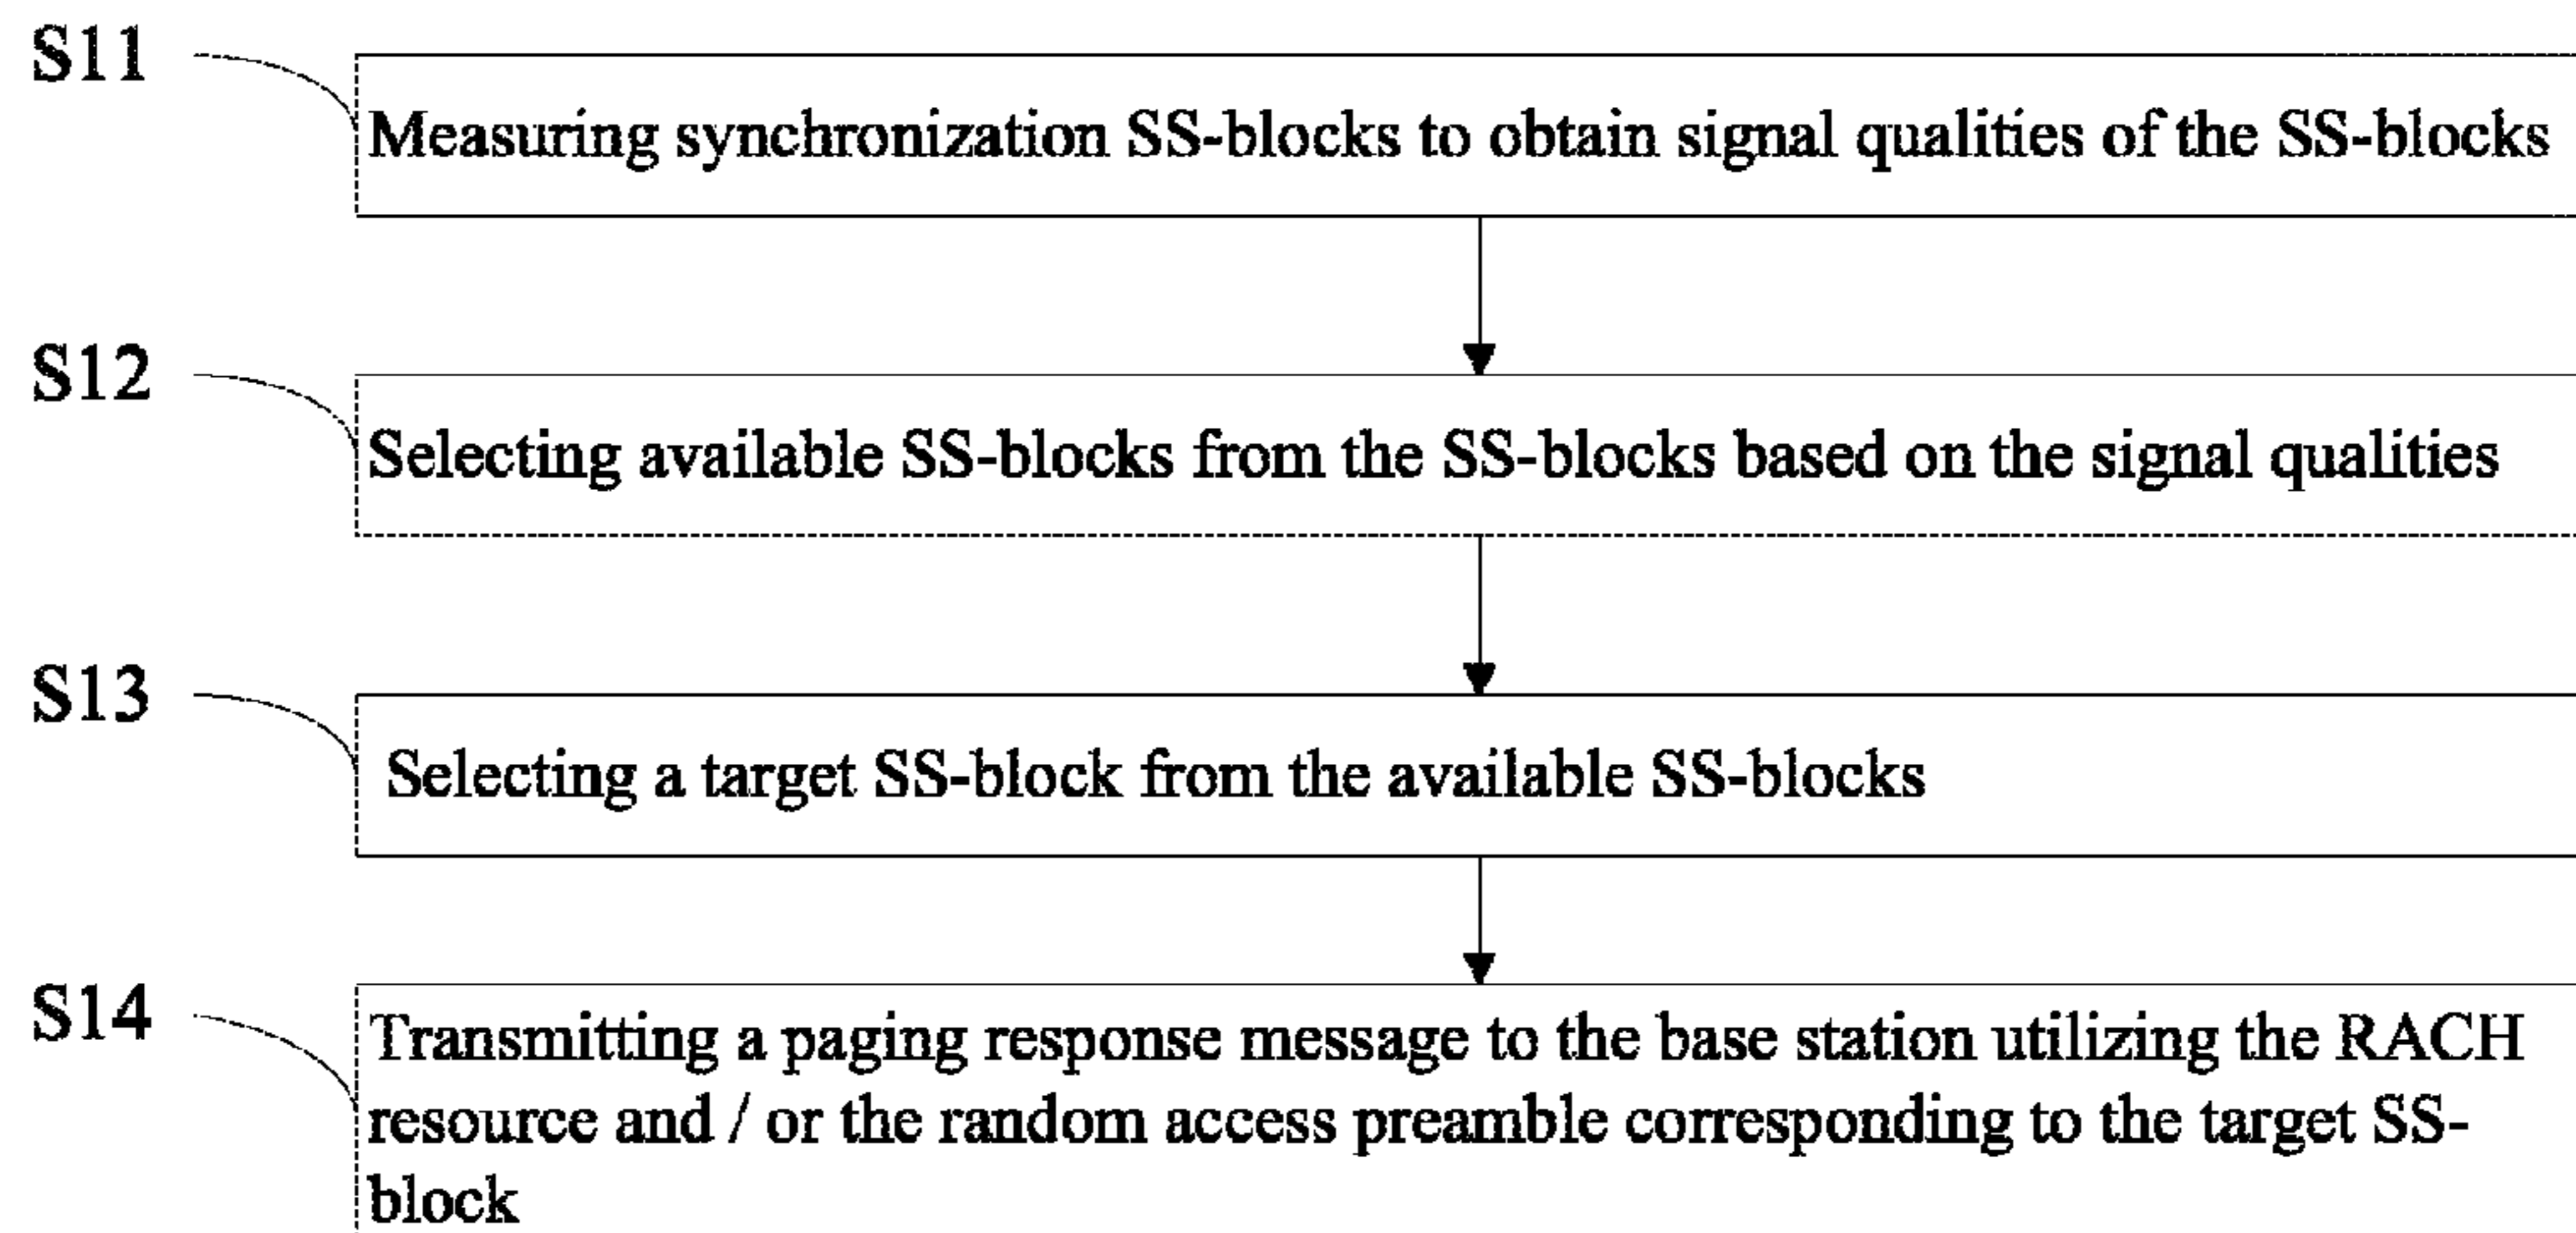 S11
Measuring synchronization SS-blocks to obtain signal qualities of the SS-blocks
S12
Selecting available SS-blocks from the SS-blocks based on the signal qualities
S13
Selecting a target SS-block from the available SS-blocks
S14
Transmitting a paging response message to the base station utilizing the RACH
resource and / or the random access preamble corresponding to the target SS-
block